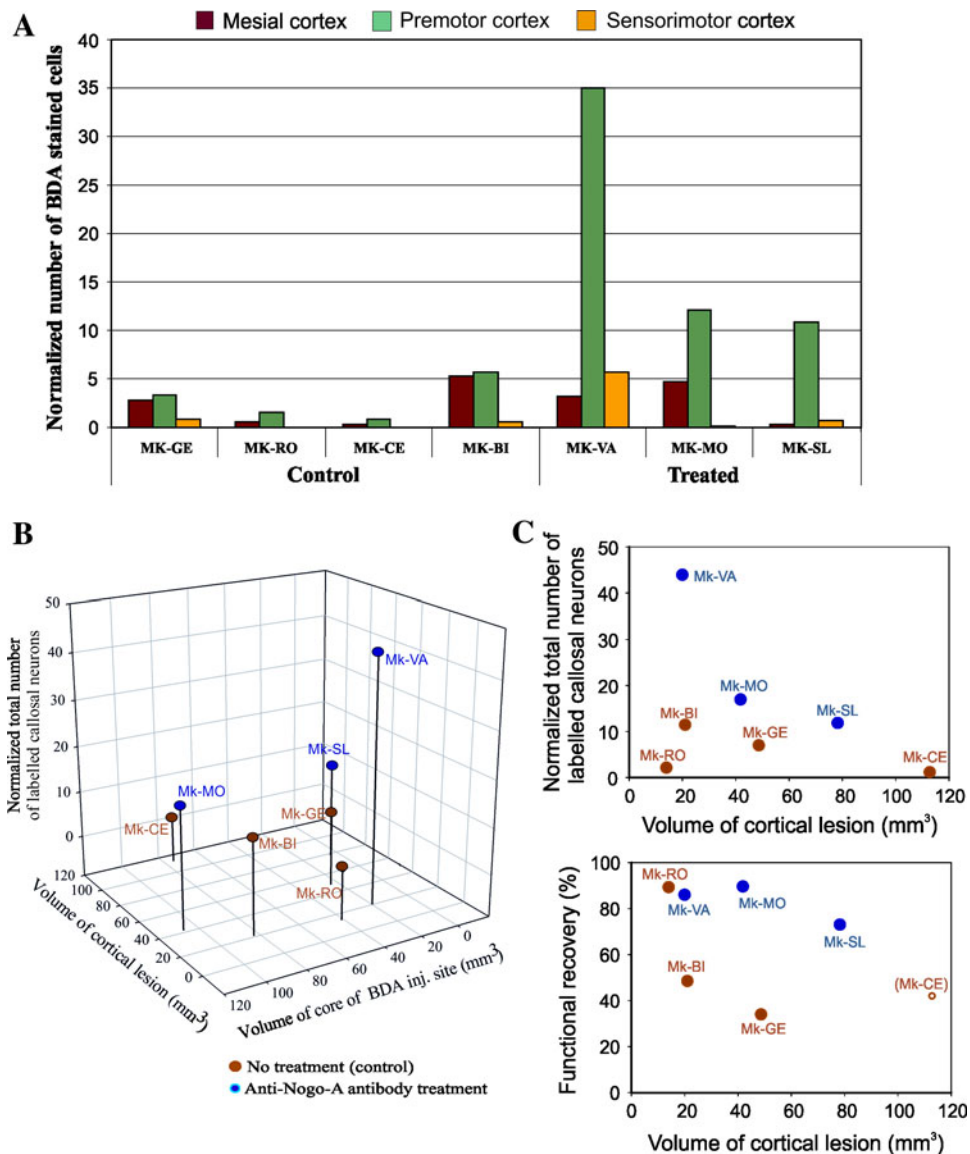 A
Mesial cortex Premotor cortex Sensorimotor cortex
Normalized number of BDA stained cells
40
35
30
25
20
15
10
5
0
MK-GE MK-RO MK-CE MK-BI MK-VA MK-MO MK-SL
Control Treated
B
Normalized total number
of labelled callosal neurons
50
40
30
20
10
0
Mk-VA
Mk-SL
Mk-MO
Mk-GE
Mk-CE
Mk-BI
Mk-RO
120
100
80
60
40
20
0
Volume of cortical lesion (mm3)
120
100
80
60
40
20
0
Volume of core of BDA inj. site (mm3)
No treatment (control)
Anti-Nogo-A antibody treatment
C
Normalized total number of
labelled callosal neurons
50
40
30
20
10
0
Mk-VA
Mk-MO
Mk-BI
Mk-SL
Mk-GE
Mk-RO
Mk-CE
0 20 40 60 80 100 120
Volume of cortical lesion (mm3)
Functional recovery (%)
100
80
60
40
20
0
Mk-RO
Mk-VA
Mk-MO
Mk-SL
Mk-BI
(Mk-CE)
Mk-GE
0 20 40 60 80 100 120
Volume of cortical lesion (mm3)